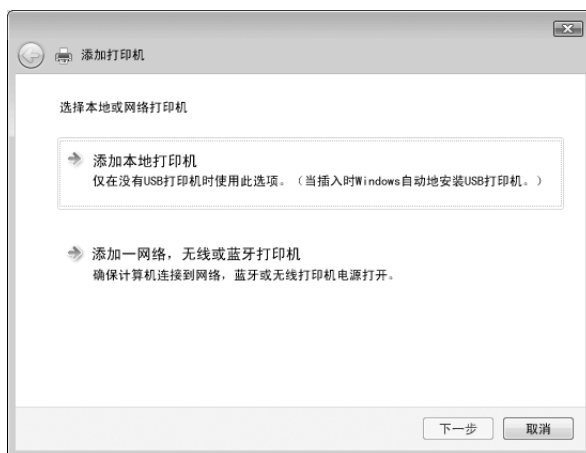 添加打印机
选择本地或网络打印机
添加本地打印机
仅在没有USB打印机时使用此选项。（当插入时Windows自动地安装USB打印机。）
添加一网络，无线或蓝牙打印机
确保计算机连接到网络，蓝牙或无线打印机电源打开。
下一步
取消